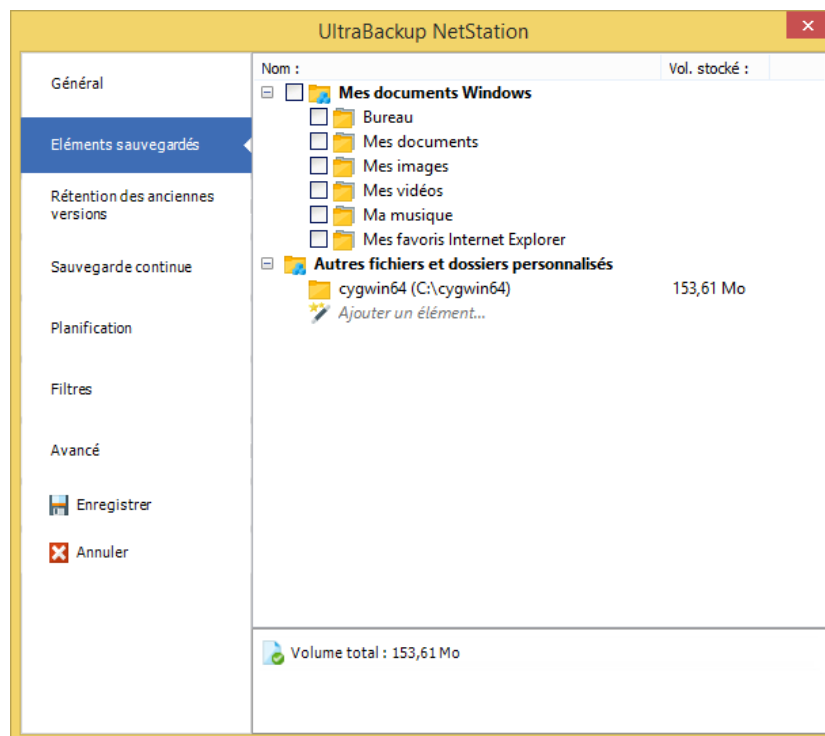 UltraBackup NetStation
Général
Eléments sauvegardés
Rétention des anciennes
versions
Sauvegarde continue
Planification
Filtres
Avancé
Enregistrer
Annuler
Nom : Vol. stocké :
Mes documents Windows
Bureau
Mes documents
Mes images
Mes vidéos
Ma musique
Mes favoris Internet Explorer
Autres fichiers et dossiers personnalisés
cygwin64 (C:\cygwin64) 153,61 Mo
Ajouter un élément...
Volume total : 153,61 Mo